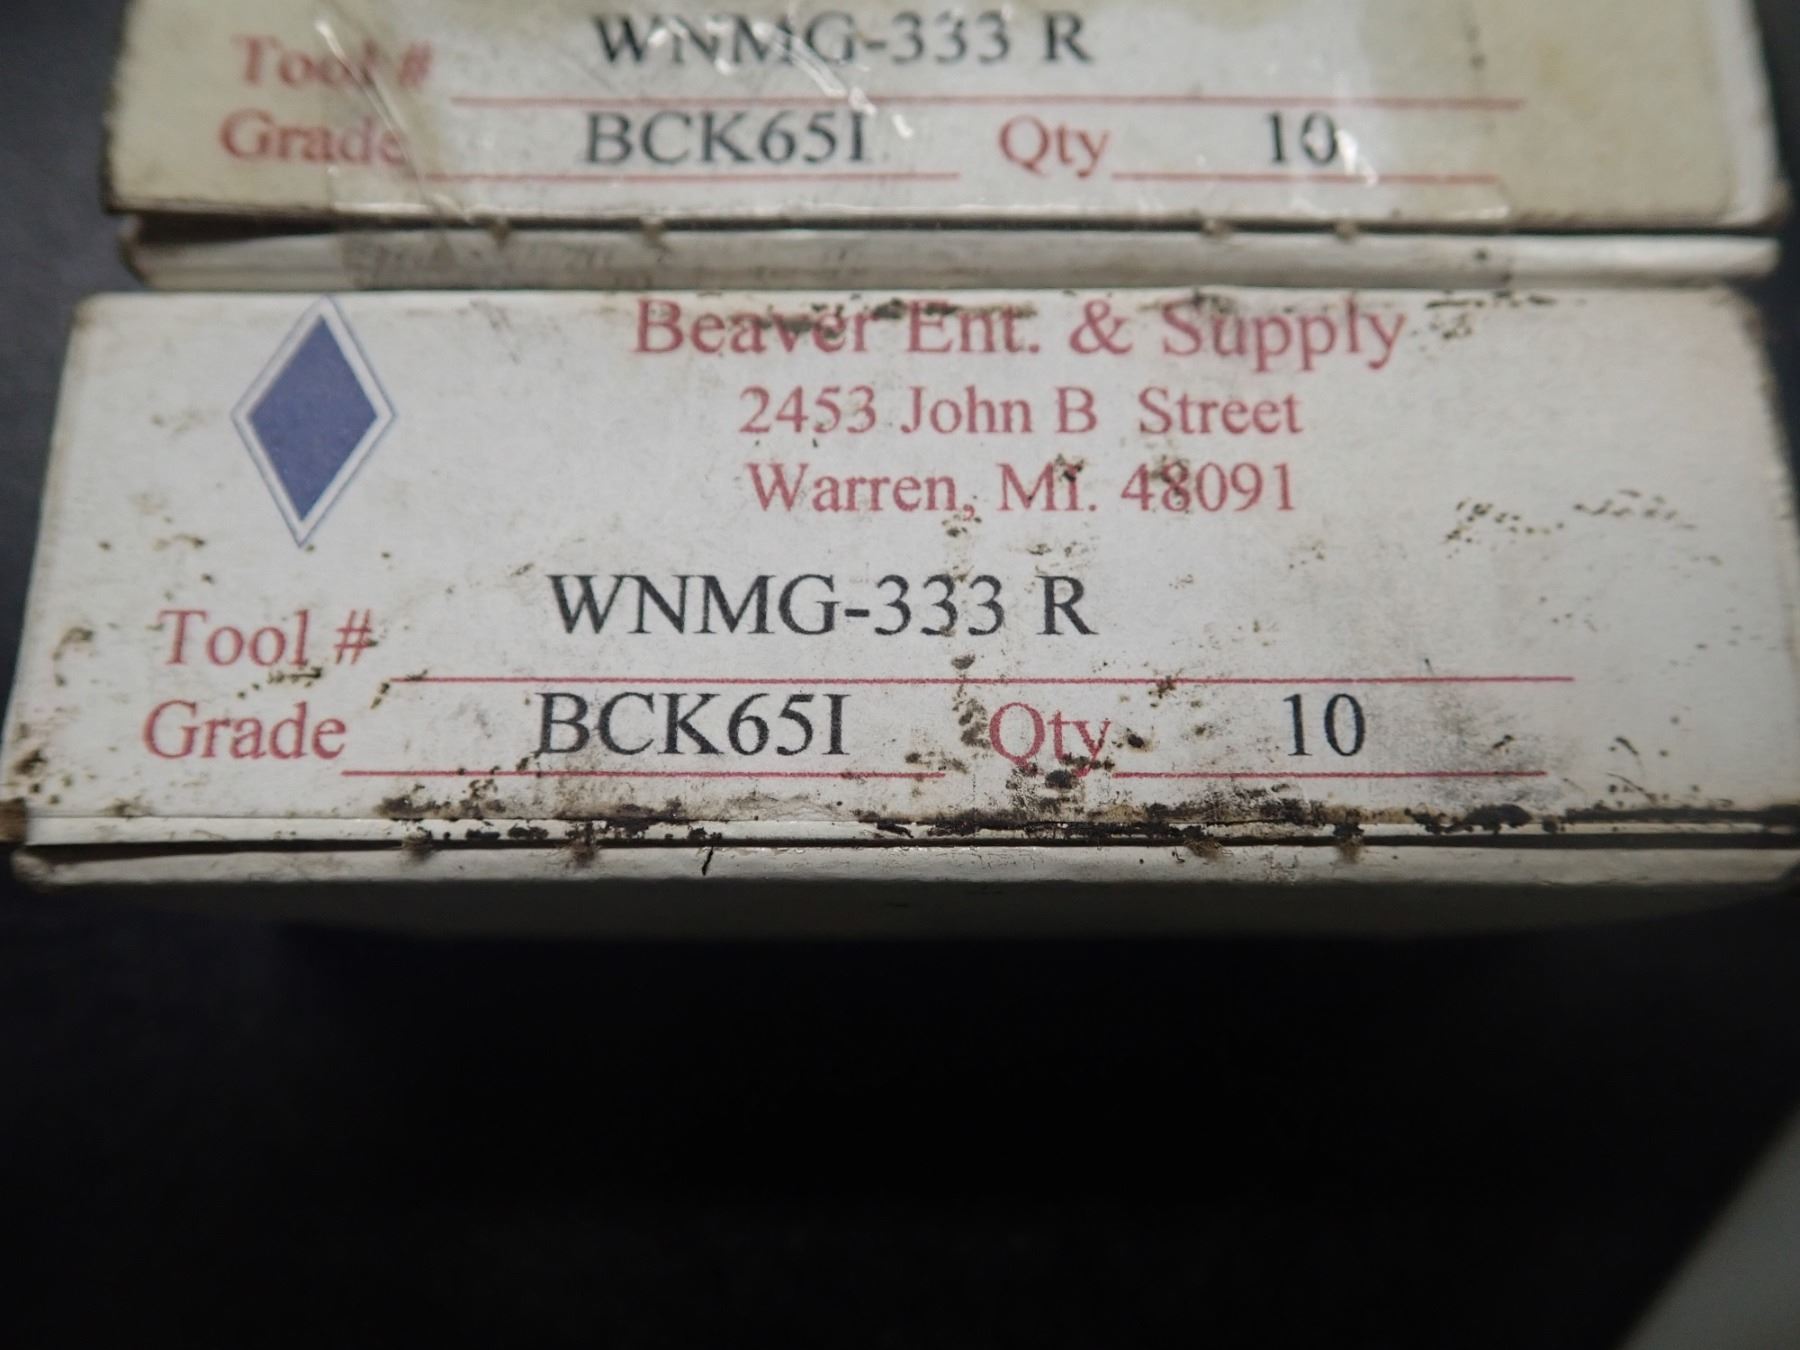 Tool # WNMG-333 R
Grade BCK65I Qty 10
Beaver Ent. & Supply
2453 John B Street
Warren, MI. 48091
Tool # WNMG-333 R
Grade BCK65I Qty 10